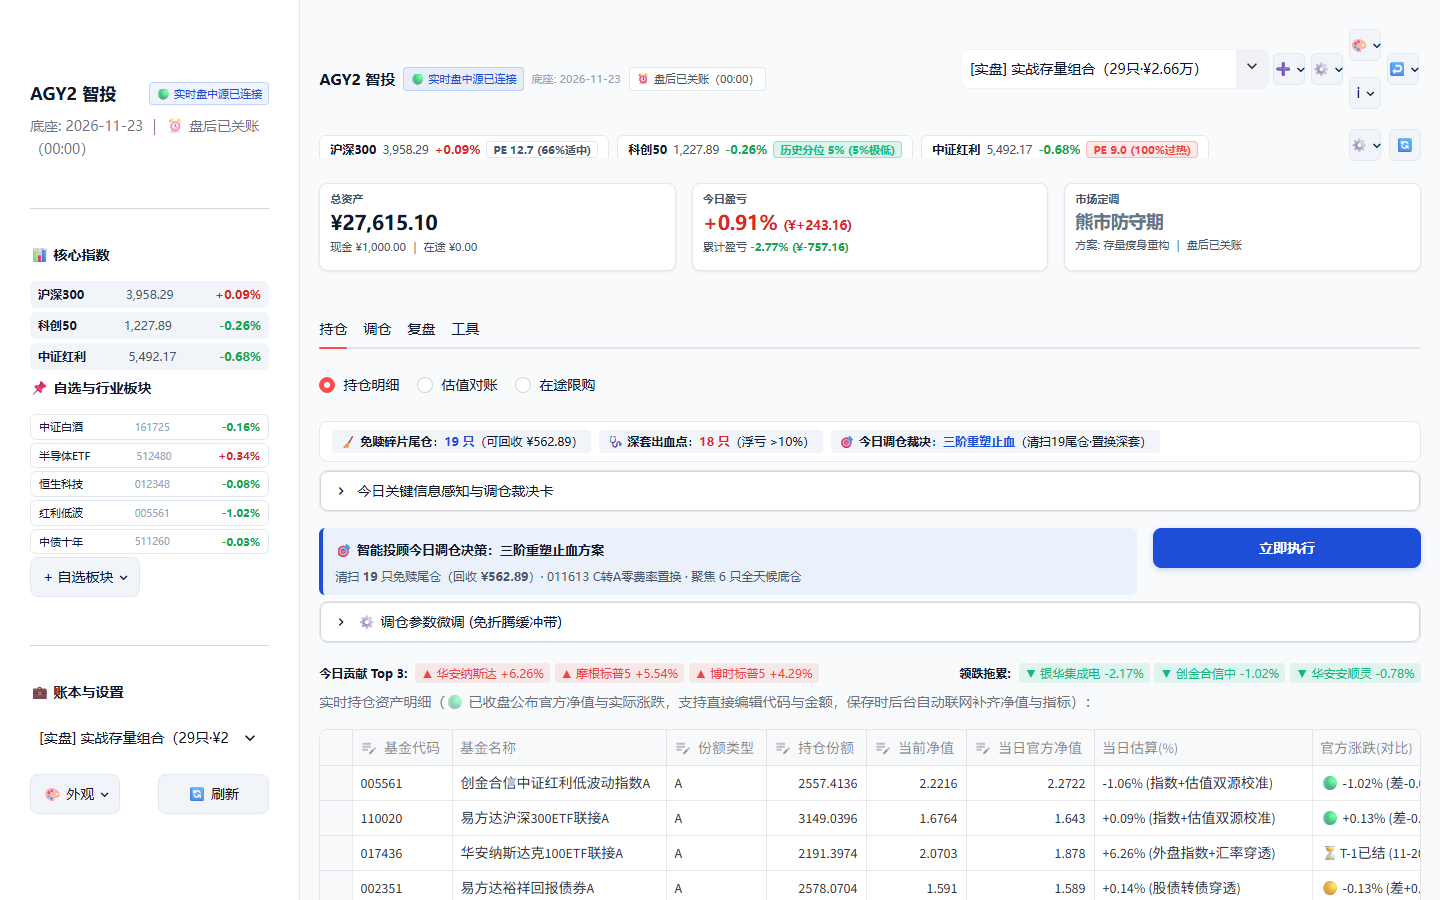 AGY2 智投
实时盘中源已连接
底座: 2026-11-23 | ⏰ 盘后已关账
（00:00）
核心指数
沪深300 3,958.29 +0.09%
科创50 1,227.89 -0.26%
中证红利 5,492.17 -0.68%
自选与行业板块
中证白酒 161725 -0.16%
半导体ETF 512480 +0.34%
恒生科技 012348 -0.08%
红利低波 005561 -1.02%
中债十年 511260 -0.03%
+ 自选板块
账本与设置
[实盘] 实战存量组合（29只·¥2
外观
刷新
AGY2 智投 实时盘中源已连接 底座: 2026-11-23 ⏰ 盘后已关账（00:00）
[实盘] 实战存量组合（29只·¥2.66万）
i
沪深300 3,958.29 +0.09% PE 12.7 (66%适中)
科创50 1,227.89 -0.26% 历史分位 5% (5%极低)
中证红利 5,492.17 -0.68% PE 9.0 (100%过热)
总资产
¥27,615.10
现金 ¥1,000.00 | 在途 ¥0.00
今日盈亏
+0.91% (¥+243.16)
累计盈亏 -2.77% (¥-757.16)
市场定调
熊市防守期
方案: 存量瘦身重构 | 盘后已关账
持仓 调仓 复盘 工具
持仓明细 估值对账 在途限购
免赎碎片尾仓：19 只（可回收 ¥562.89）
深套出血点：18 只（浮亏 >10%）
今日调仓裁决：三阶重塑止血（清扫19尾仓·置换深套）
今日关键信息感知与调仓裁决卡
智能投顾今日调仓决策：三阶重塑止血方案
清扫 19 只免赎尾仓（回收 ¥562.89）· 011613 C转A零费率置换 · 聚焦 6 只全天候底仓
立即执行
调仓参数微调 (免折腾缓冲带)
今日贡献 Top 3: ▲ 华安纳斯达 +6.26% ▲ 摩根标普5 +5.54% ▲ 博时标普5 +4.29%
领跌拖累: ▼ 银华集成电 -2.17% ▼ 创金合信中 -1.02% ▼ 华安安顺灵 -0.78%
实时持仓资产明细（🟢 已收盘公布官方净值与实际涨跌，支持直接编辑代码与金额，保存时后台自动联网补齐净值与指标）：
基金代码 基金名称 份额类型 持仓份额 当前净值 当日官方净值 当日估算(%) 官方涨跌(对比)
005561 创金合信中证红利低波动指数A A 2557.4136 2.2216 2.2722 -1.06% (指数+估值双源校准) 🟢 -1.02% (差-0.
110020 易方达沪深300ETF联接A A 3149.0396 1.6764 1.643 +0.09% (指数+估值双源校准) 🟢 +0.13% (差-0.
017436 华安纳斯达克100ETF联接A A 2191.3974 2.0703 1.878 +6.26% (外盘指数+汇率穿透) ⏳ T-1已结 (11-20
002351 易方达裕祥回报债券A A 2578.0704 1.591 1.589 +0.14% (股债转债穿透) 🟡 -0.13% (差+0.